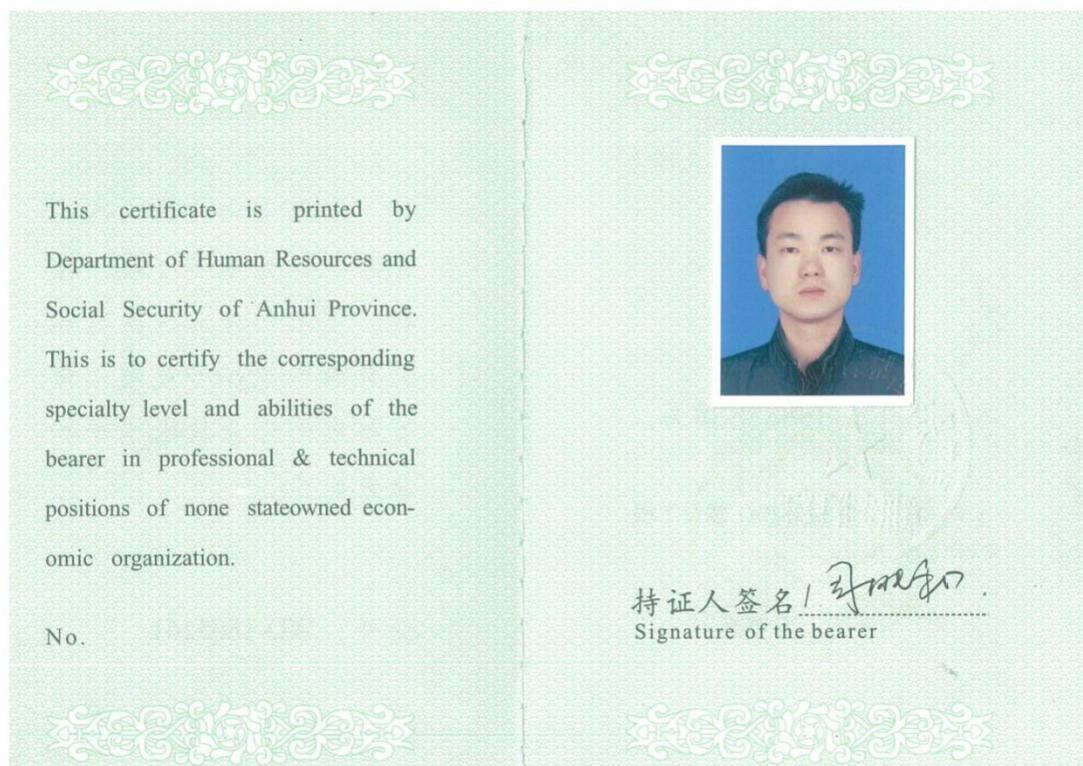 This certificate is printed by
Department of Human Resources and
Social Security of Anhui Province.
This is to certify the corresponding
specialty level and abilities of the
bearer in professional & technical
positions of none stateowned econ-
omic organization.
No.
持证人签名
Signature of the bearer